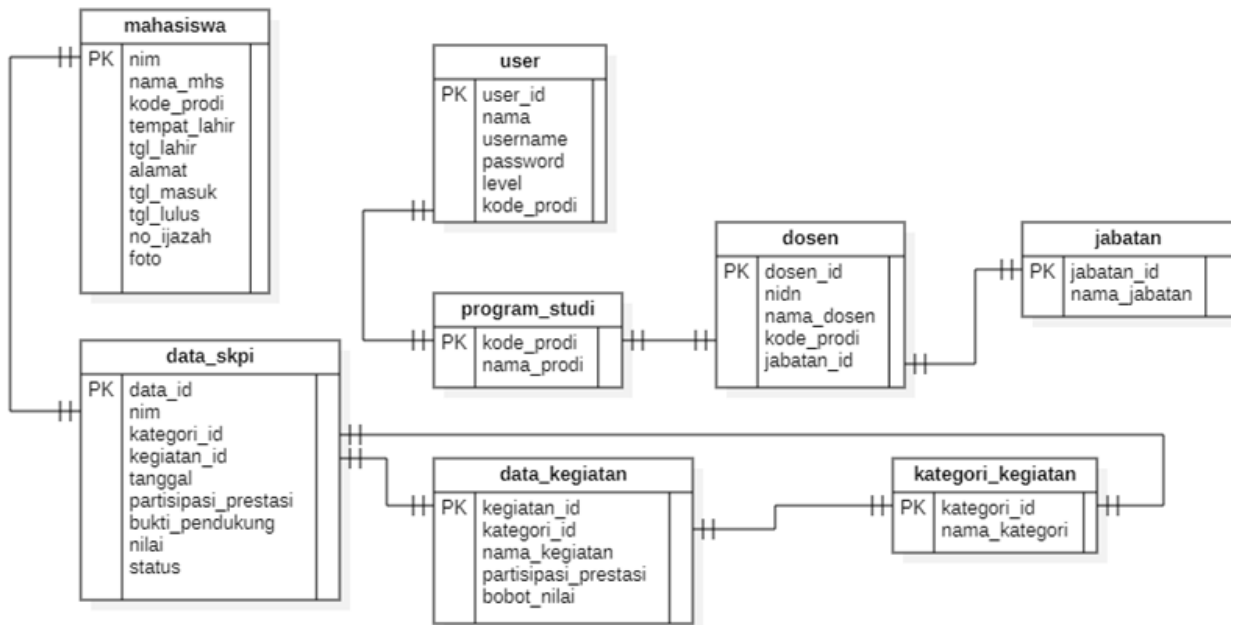 mahasiswa
PK nim
nama_mhs
kode_prodi
tempat_lahir
tgl_lahir
alamat
tgl_masuk
tgl_lulus
no_ijazah
foto
user
PK user_id
nama
username
password
level
kode_prodi
dosen
PK dosen_id
nidn
nama_dosen
kode_prodi
jabatan_id
jabatan
PK jabatan_id
nama_jabatan
program_studi
PK kode_prodi
nama_prodi
data_skpi
PK data_id
nim
kategori_id
kegiatan_id
tanggal
partisipasi_prestasi
bukti_pendukung
nilai
status
data_kegiatan
PK kegiatan_id
kategori_id
nama_kegiatan
partisipasi_prestasi
bobot_nilai
kategori_kegiatan
PK kategori_id
nama_kategori